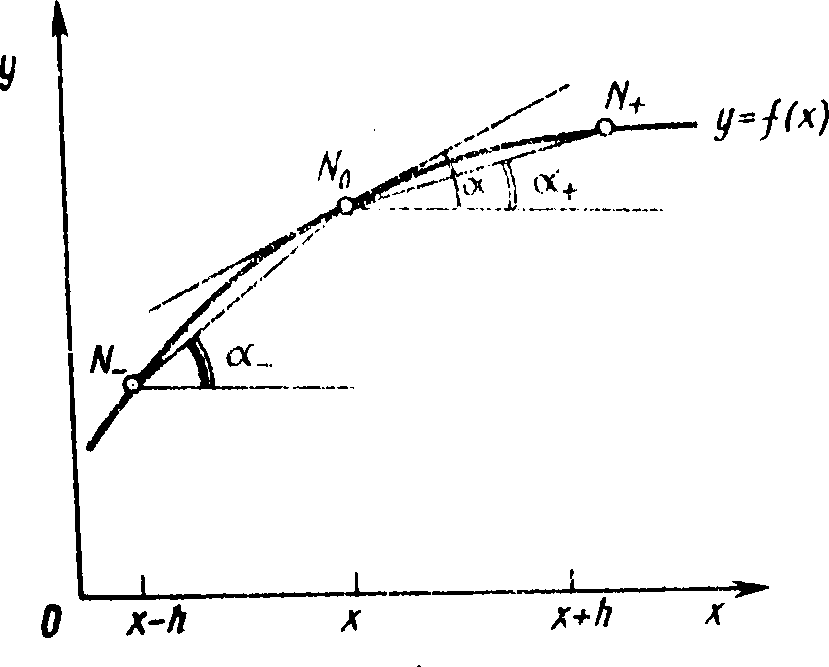 y
N₊
y=f(x)
N₀
α
α₊
N₋
α₋
0
x-h
x
x+h
x